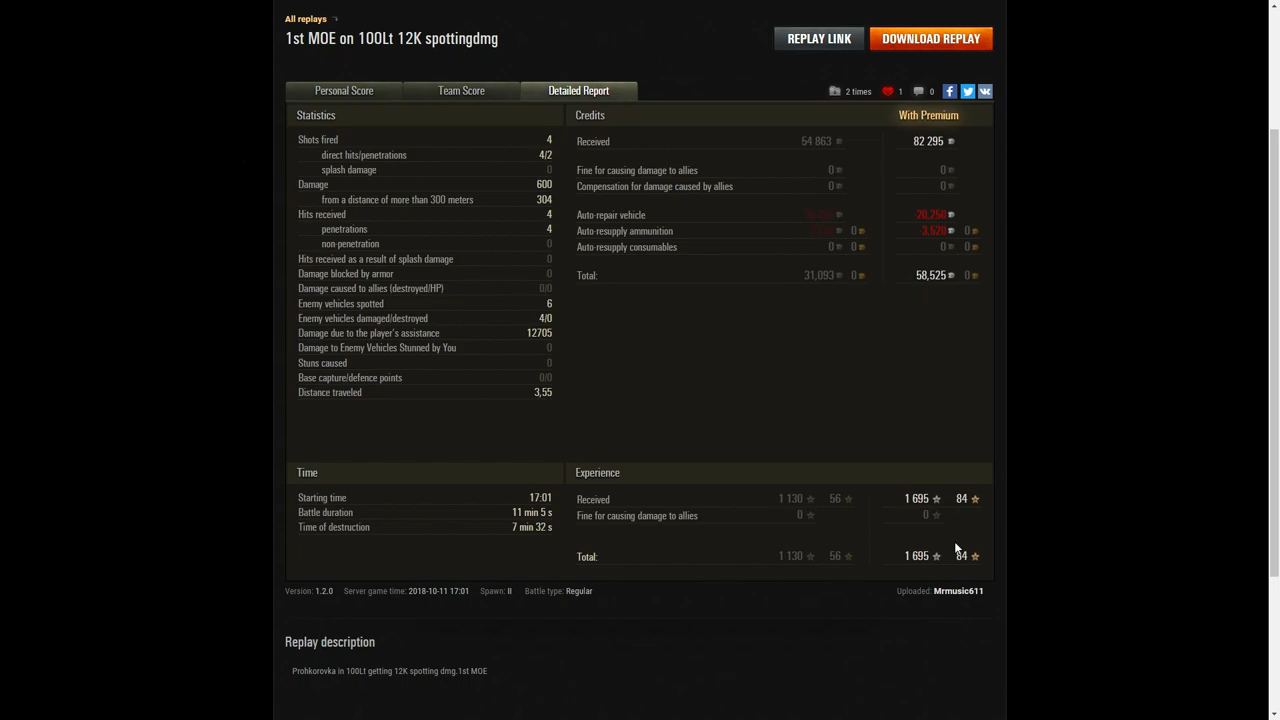 All replays
1st MOE on 100Lt 12K spottingdmg
REPLAY LINK
DOWNLOAD REPLAY
Personal Score
Team Score
Detailed Report
2 times
1
0
Statistics
Credits
With Premium
Shots fired 4
direct hits/penetrations 4/2
splash damage 0
Damage 600
from a distance of more than 300 meters 304
Hits received 4
penetrations 4
non-penetration 0
Hits received as a result of splash damage 0
Damage blocked by armor 0
Damage caused to allies (destroyed/HP) 0/0
Enemy vehicles spotted 6
Enemy vehicles damaged/destroyed 4/0
Damage due to the player's assistance 12705
Damage to Enemy Vehicles Stunned by You 0
Stuns caused 0
Base capture/defence points 0/0
Distance traveled 3,55
Received 54 863 82 295
Fine for causing damage to allies 0 0
Compensation for damage caused by allies 0 0
Auto-repair vehicle -20,250
Auto-resupply ammunition 0 -3,520 0
Auto-resupply consumables 0 0 0 0
Total: 31,093 0 58,525 0
Time
Experience
Starting time 17:01
Battle duration 11 min 5 s
Time of destruction 7 min 32 s
Received 1 130 56 1 695 84
Fine for causing damage to allies 0 0
Total: 1 130 56 1 695 84
Version: 1.2.0 Server game time: 2018-10-11 17:01 Spawn: II Battle type: Regular
Uploaded: Mrmusic611
Replay description
Prohkorovka in 100Lt getting 12K spotting dmg.1st MOE